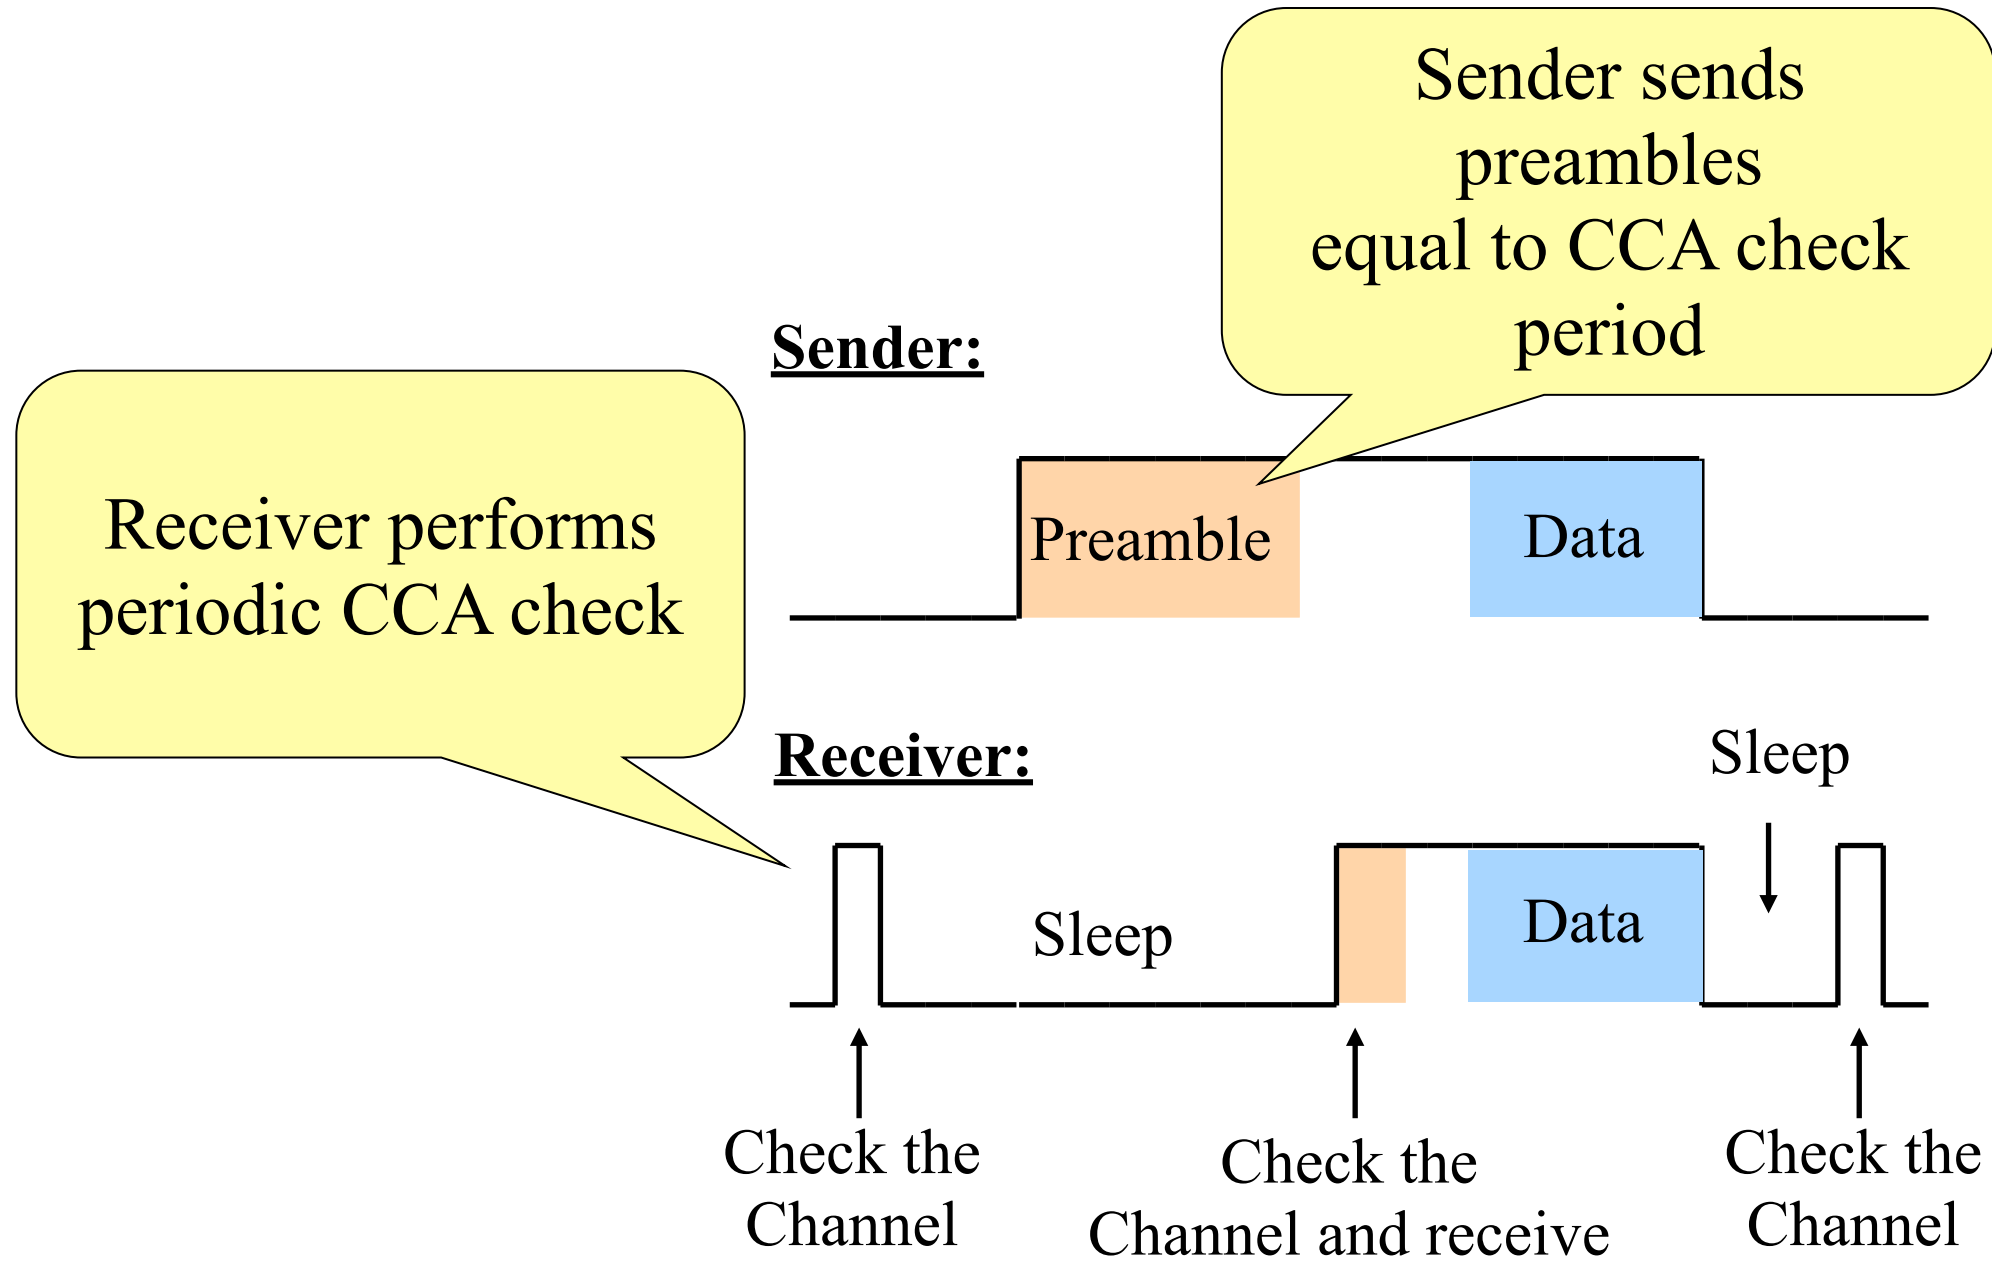 Sender sends
preambles
equal to CCA check
period
Sender:
Receiver performs
periodic CCA check
Preamble
Data
Receiver:
Sleep
Sleep
Data
Check the
Channel
Check the
Channel and receive
Check the
Channel